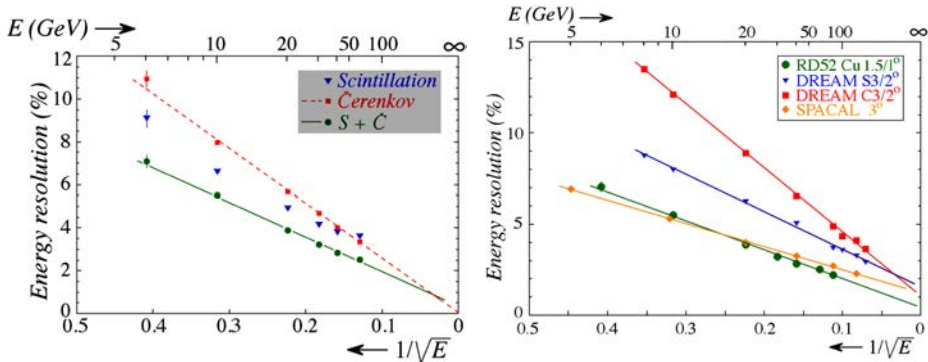 E (GeV) →
5 10 20 50 100 ∞
12
10
8
6
4
2
0
Energy resolution (%)
Scintillation
Čerenkov
S + Č
0.5 0.4 0.3 0.2 0.1 0
← 1/√E
E (GeV) →
5 10 20 50 100 ∞
15
10
5
0
Energy resolution (%)
RD52 Cu 1.5/1°
DREAM S3/2°
DREAM C3/2°
SPACAL 3°
0.5 0.4 0.3 0.2 0.1 0
← 1/√E